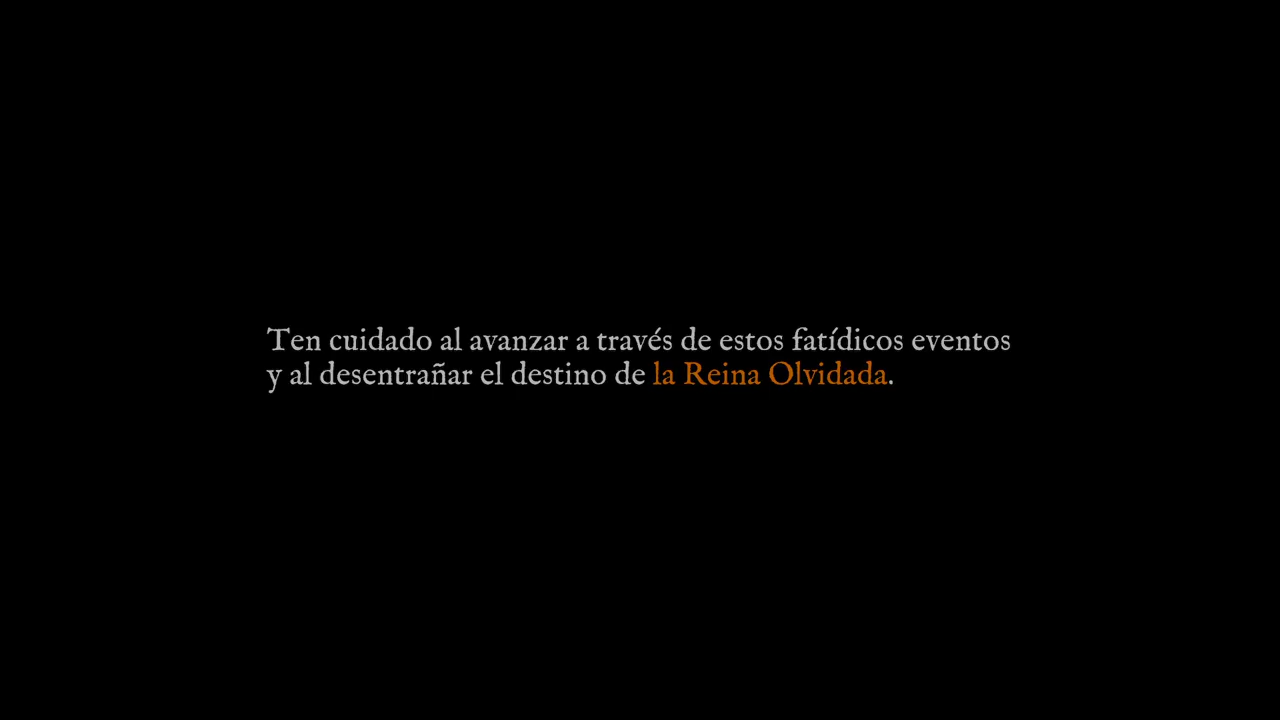 Ten cuidado al avanzar a través de estos fatídicos eventos
y al desentrañar el destino de la Reina Olvidada.